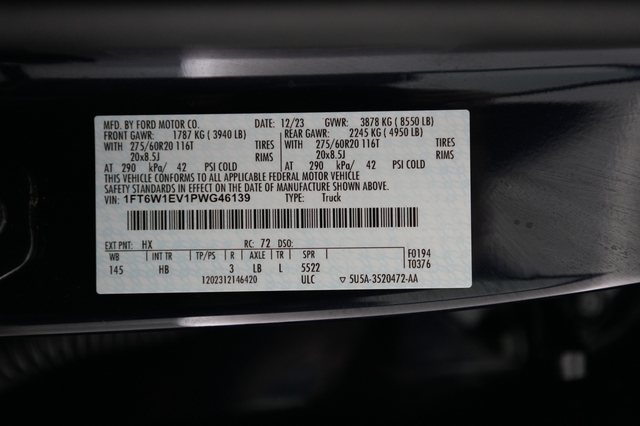 MFD. BY FORD MOTOR CO. DATE: 12/23 GVWR: 3878 KG ( 8550 LB)
FRONT GAWR: 1787 KG ( 3940 LB) REAR GAWR: 2245 KG ( 4950 LB)
WITH 275/60R20 116T TIRES WITH 275/60R20 116T TIRES
20x8.5J RIMS 20x8.5J RIMS
AT 290 kPa/ 42 PSI COLD AT 290 kPa/ 42 PSI COLD
THIS VEHICLE CONFORMS TO ALL APPLICABLE FEDERAL MOTOR VEHICLE
SAFETY STANDARDS IN EFFECT ON THE DATE OF MANUFACTURE SHOWN ABOVE.
VIN: 1FT6W1EV1PWG46139 TYPE: Truck
EXT PNT: HX RC: 72 DSO:
WB INT TR TP/PS R AXLE TR SPR F0194
145 HB 3 LB L 5522 T0376
1202312146420 ULC 5U5A-3520472-AA